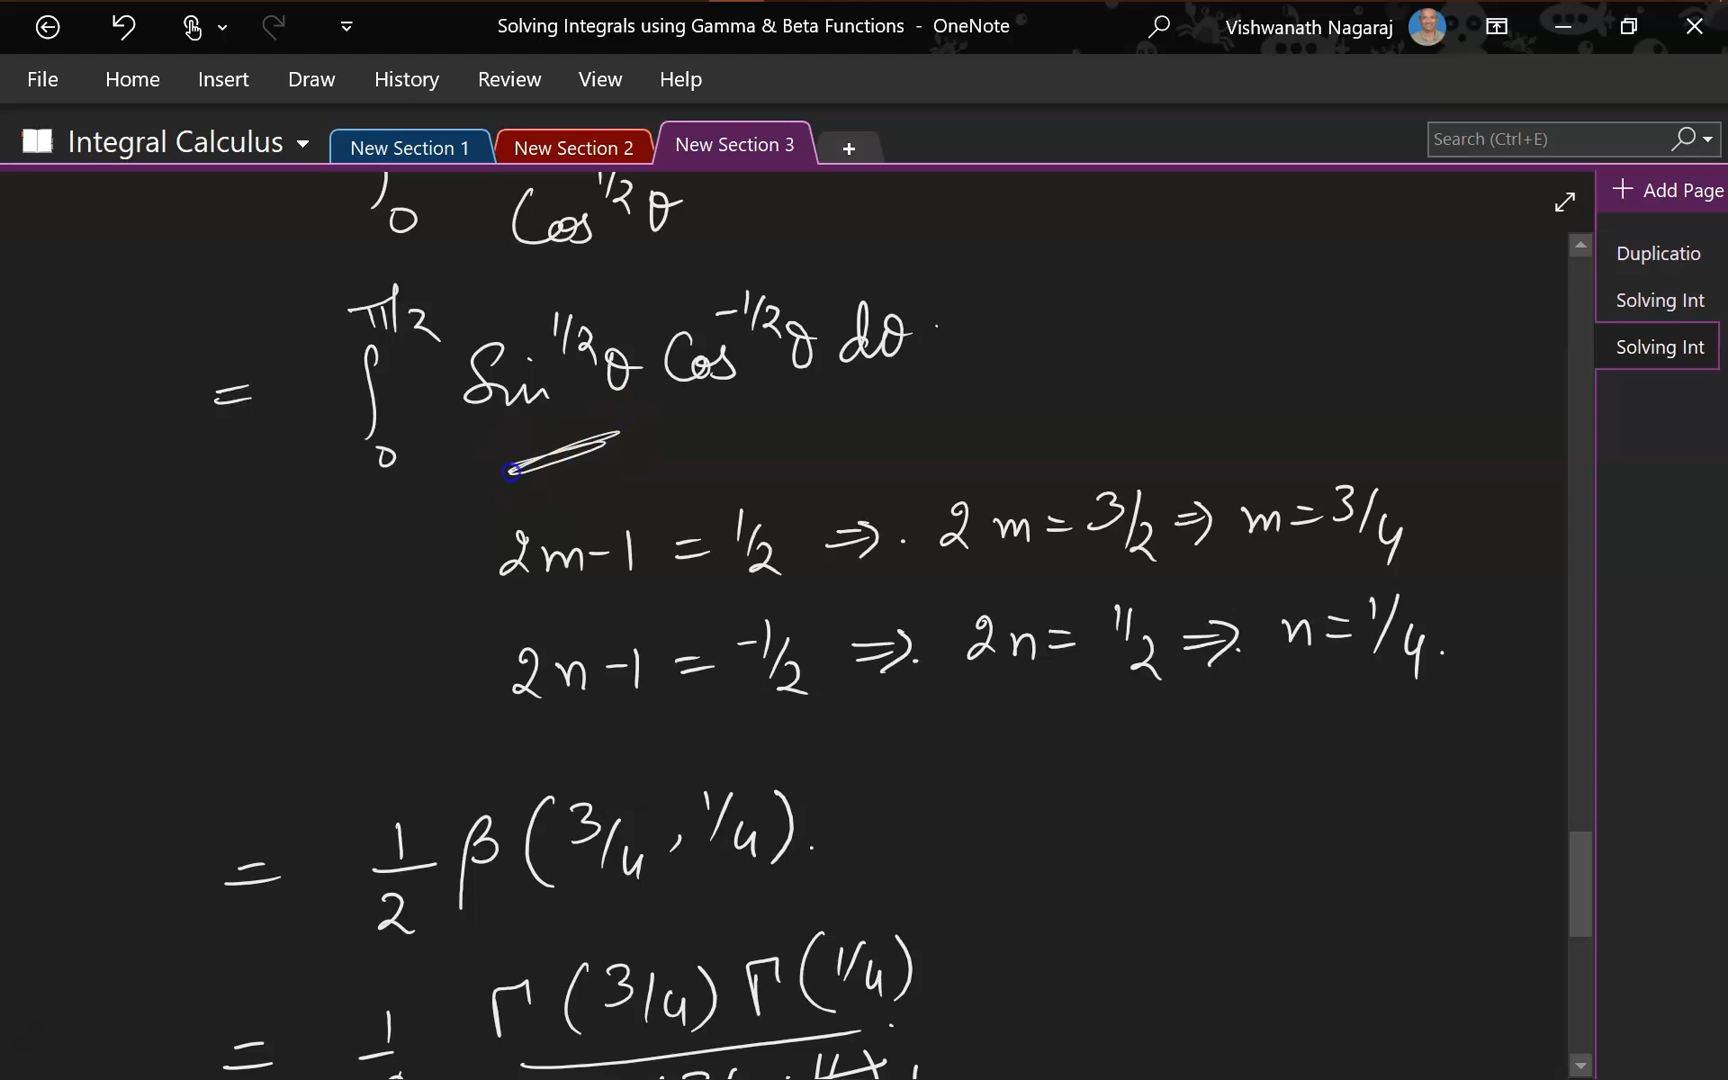 Solving Integrals using Gamma & Beta Functions - OneNote
Vishwanath Nagaraj
File Home Insert Draw History Review View Help
Integral Calculus New Section 1 New Section 2 New Section 3 +
Search (Ctrl+E)
+ Add Page
Duplicatio
Solving Int
Solving Int
0 Cos^1/2 θ
= ∫_0^π/2 Sin^1/2 θ Cos^-1/2 θ dθ.
2m-1 = 1/2 ⇒. 2m = 3/2 ⇒ m = 3/4
2n-1 = -1/2 ⇒. 2n = 1/2 ⇒. n = 1/4.
= 1/2 β(3/4, 1/4).
= 1 Γ(3/4) Γ(1/4)